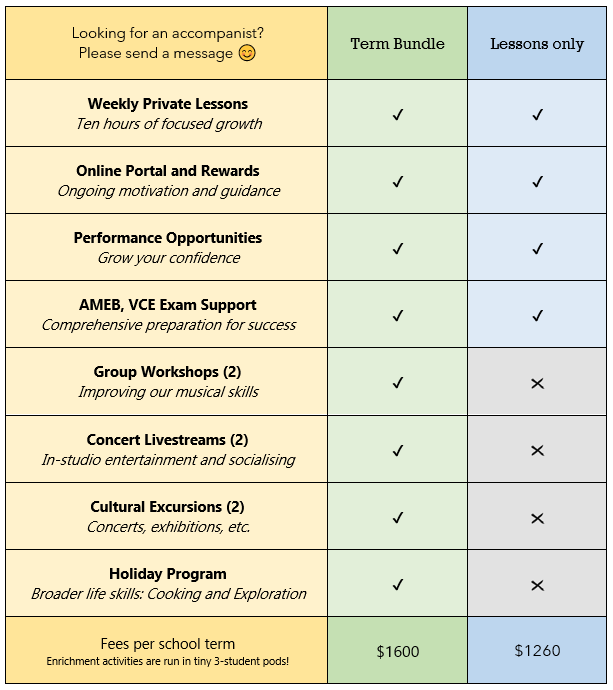 Looking for an accompanist?
Please send a message 😊
Term Bundle
Lessons only
Weekly Private Lessons
Ten hours of focused growth
✓ ✓
Online Portal and Rewards
Ongoing motivation and guidance
✓ ✓
Performance Opportunities
Grow your confidence
✓ ✓
AMEB, VCE Exam Support
Comprehensive preparation for success
✓ ✓
Group Workshops (2)
Improving our musical skills
✓ ✕
Concert Livestreams (2)
In-studio entertainment and socialising
✓ ✕
Cultural Excursions (2)
Concerts, exhibitions, etc.
✓ ✕
Holiday Program
Broader life skills: Cooking and Exploration
✓ ✕
Fees per school term
Enrichment activities are run in tiny 3-student pods!
$1600
$1260